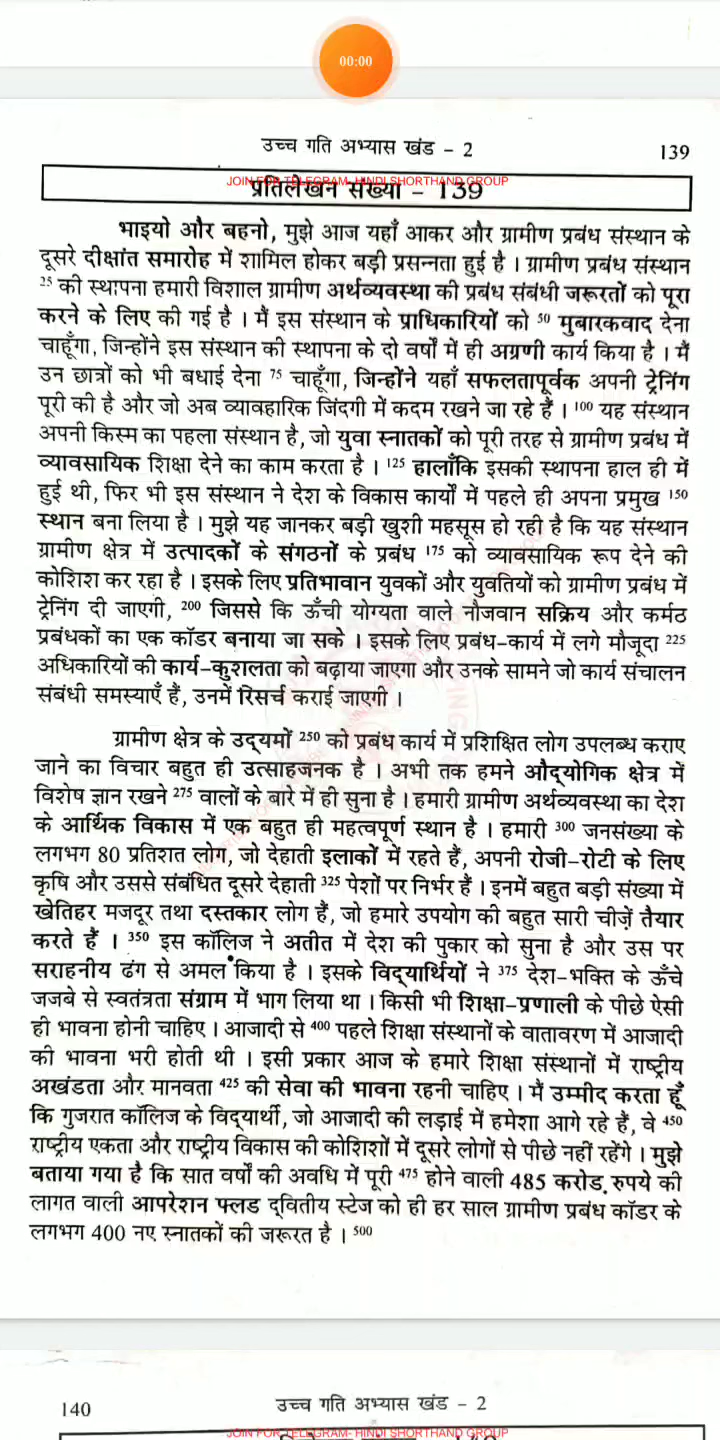 00:00
उच्च गति अभ्यास खंड - 2
139
JOIN FOR TELEGRAM- HINDI SHORTHAND GROUP
प्रतिलेखन संख्या - 139
भाइयो और बहनो, मुझे आज यहाँ आकर और ग्रामीण प्रबंध संस्थान के
दूसरे दीक्षांत समारोह में शामिल होकर बड़ी प्रसन्नता हुई है । ग्रामीण प्रबंध संस्थान
25 की स्थापना हमारी विशाल ग्रामीण अर्थव्यवस्था की प्रबंध संबंधी जरूरतों को पूरा
करने के लिए की गई है । मैं इस संस्थान के प्राधिकारियों को 50 मुबारकवाद देना
चाहूँगा, जिन्होंने इस संस्थान की स्थापना के दो वर्षों में ही अग्रणी कार्य किया है । मैं
उन छात्रों को भी बधाई देना 75 चाहूँगा, जिन्होंने यहाँ सफलतापूर्वक अपनी ट्रेनिंग
पूरी की है और जो अब व्यावहारिक जिंदगी में कदम रखने जा रहे हैं । 100 यह संस्थान
अपनी किस्म का पहला संस्थान है, जो युवा स्नातकों को पूरी तरह से ग्रामीण प्रबंध में
व्यावसायिक शिक्षा देने का काम करता है । 125 हालाँकि इसकी स्थापना हाल ही में
हुई थी, फिर भी इस संस्थान ने देश के विकास कार्यों में पहले ही अपना प्रमुख 150
स्थान बना लिया है । मुझे यह जानकर बड़ी खुशी महसूस हो रही है कि यह संस्थान
ग्रामीण क्षेत्र में उत्पादकों के संगठनों के प्रबंध 175 को व्यावसायिक रूप देने की
कोशिश कर रहा है । इसके लिए प्रतिभावान युवकों और युवतियों को ग्रामीण प्रबंध में
ट्रेनिंग दी जाएगी, 200 जिससे कि ऊँची योग्यता वाले नौजवान सक्रिय और कर्मठ
प्रबंधकों का एक कॉडर बनाया जा सके । इसके लिए प्रबंध-कार्य में लगे मौजूदा 225
अधिकारियों की कार्य-कुशलता को बढ़ाया जाएगा और उनके सामने जो कार्य संचालन
संबंधी समस्याएँ हैं, उनमें रिसर्च कराई जाएगी ।
ग्रामीण क्षेत्र के उद्यमों 250 को प्रबंध कार्य में प्रशिक्षित लोग उपलब्ध कराए
जाने का विचार बहुत ही उत्साहजनक है । अभी तक हमने औद्योगिक क्षेत्र में
विशेष ज्ञान रखने 275 वालों के बारे में ही सुना है । हमारी ग्रामीण अर्थव्यवस्था का देश
के आर्थिक विकास में एक बहुत ही महत्वपूर्ण स्थान है । हमारी 300 जनसंख्या के
लगभग 80 प्रतिशत लोग, जो देहाती इलाकों में रहते हैं, अपनी रोजी-रोटी के लिए
कृषि और उससे संबंधित दूसरे देहाती 325 पेशों पर निर्भर हैं । इनमें बहुत बड़ी संख्या में
खेतिहर मजदूर तथा दस्तकार लोग हैं, जो हमारे उपयोग की बहुत सारी चीज़ें तैयार
करते हैं । 350 इस कॉलिज ने अतीत में देश की पुकार को सुना है और उस पर
सराहनीय ढंग से अमल किया है । इसके विद्यार्थियों ने 375 देश-भक्ति के ऊँचे
जजबे से स्वतंत्रता संग्राम में भाग लिया था । किसी भी शिक्षा-प्रणाली के पीछे ऐसी
ही भावना होनी चाहिए । आजादी से 400 पहले शिक्षा संस्थानों के वातावरण में आजादी
की भावना भरी होती थी । इसी प्रकार आज के हमारे शिक्षा संस्थानों में राष्ट्रीय
अखंडता और मानवता 425 की सेवा की भावना रहनी चाहिए । मैं उम्मीद करता हूँ
कि गुजरात कॉलिज के विद्यार्थी, जो आजादी की लड़ाई में हमेशा आगे रहे हैं, वे 450
राष्ट्रीय एकता और राष्ट्रीय विकास की कोशिशों में दूसरे लोगों से पीछे नहीं रहेंगे । मुझे
बताया गया है कि सात वर्षों की अवधि में पूरी 475 होने वाली 485 करोड़ रुपये की
लागत वाली आपरेशन फ्लड द्वितीय स्टेज को ही हर साल ग्रामीण प्रबंध कॉडर के
लगभग 400 नए स्नातकों की जरूरत है । 500
140
उच्च गति अभ्यास खंड - 2
JOIN FOR TELEGRAM- HINDI SHORTHAND GROUP